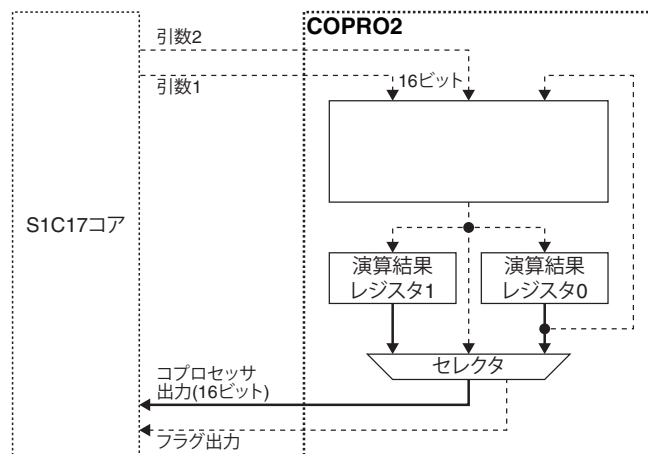 COPRO2
引数2
引数1
16ビット
S1C17コア
演算結果
レジスタ1
演算結果
レジスタ0
セレクタ
コプロセッサ
出力(16ビット)
フラグ出力